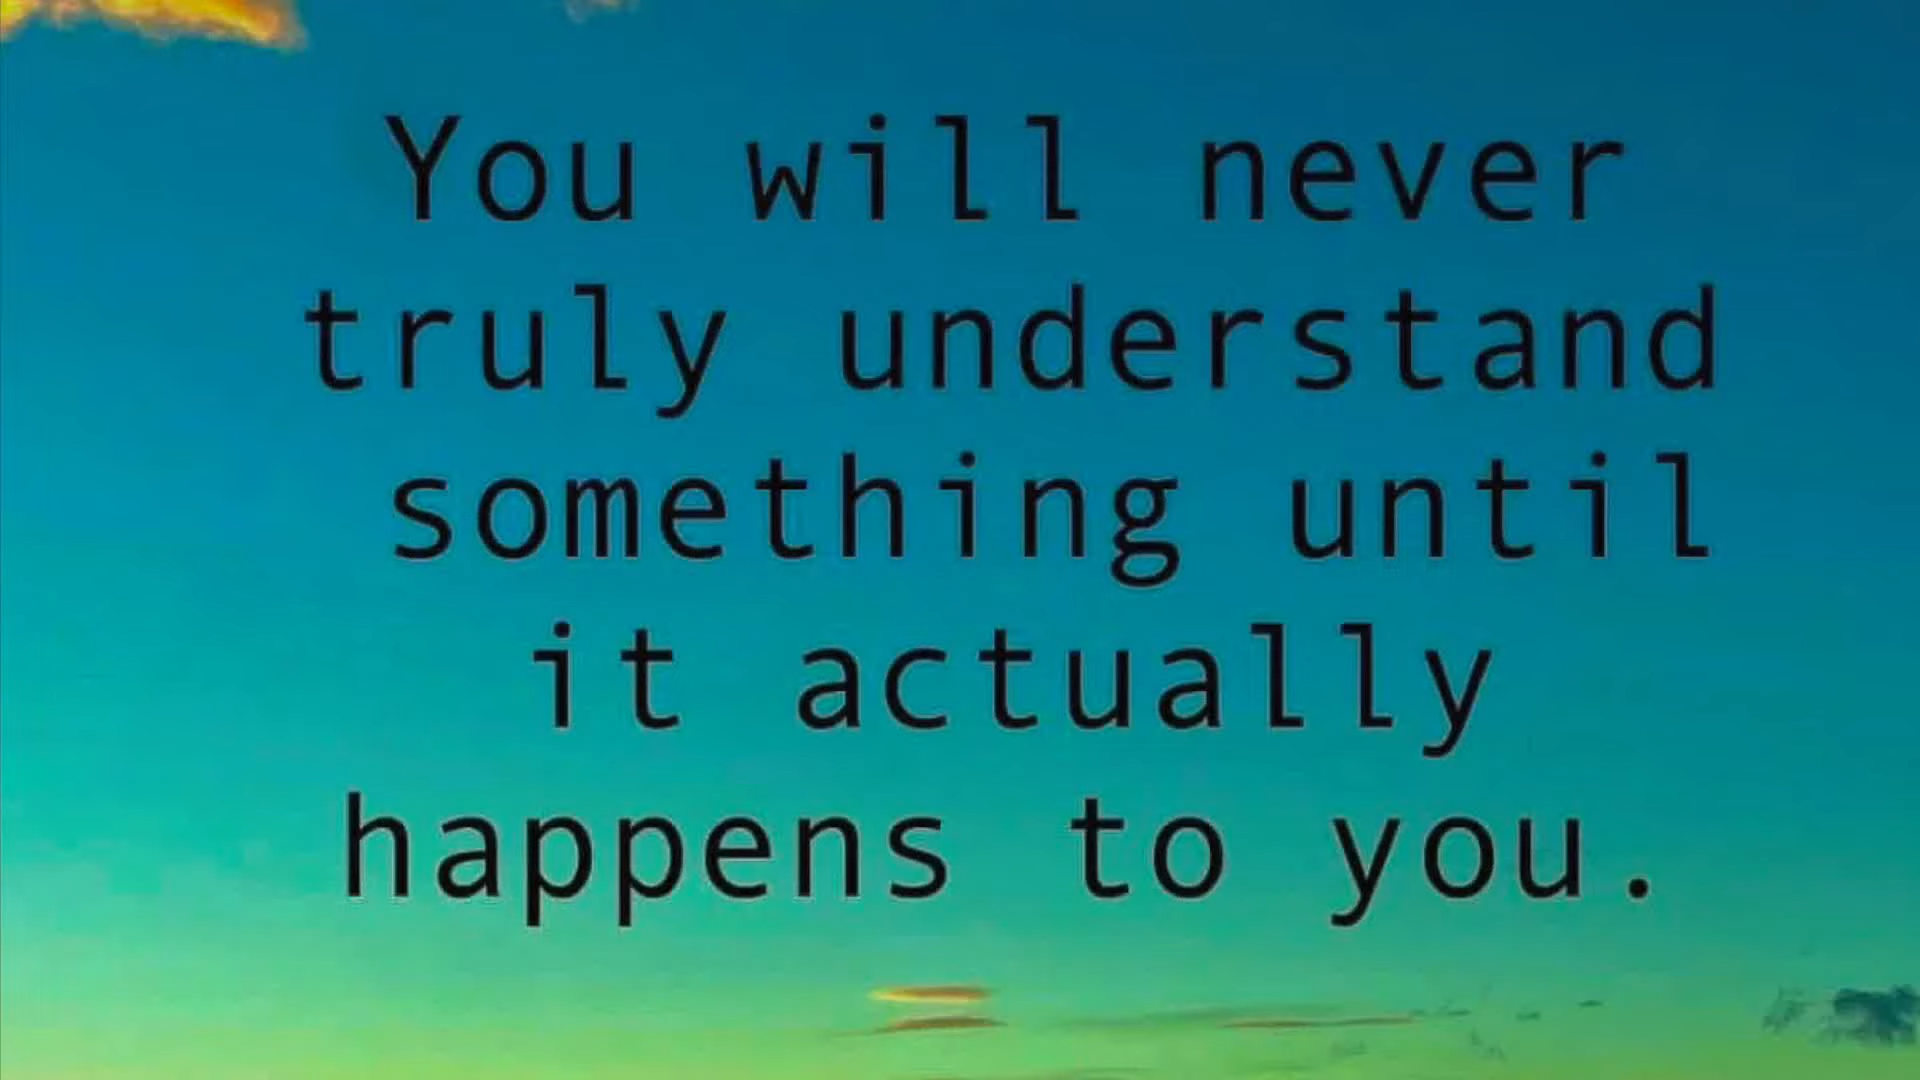 You will never
truly understand
something until
it actually
happens to you.